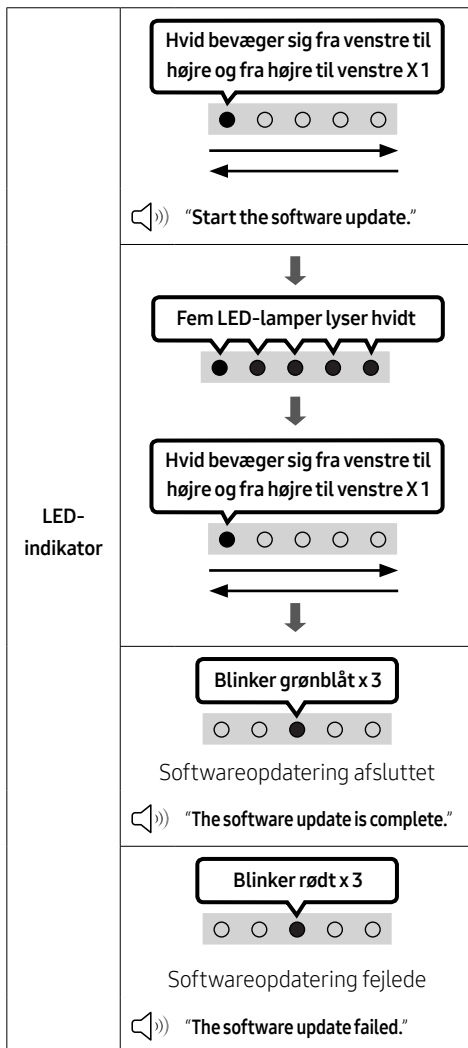 Hvid bevæger sig fra venstre til
højre og fra højre til venstre X 1
“Start the software update.”
Fem LED-lamper lyser hvidt
Hvid bevæger sig fra venstre til
højre og fra højre til venstre X 1
LED-
indikator
Blinker grønblåt x 3
Softwareopdatering afsluttet
“The software update is complete.”
Blinker rødt x 3
Softwareopdatering fejlede
“The software update failed.”